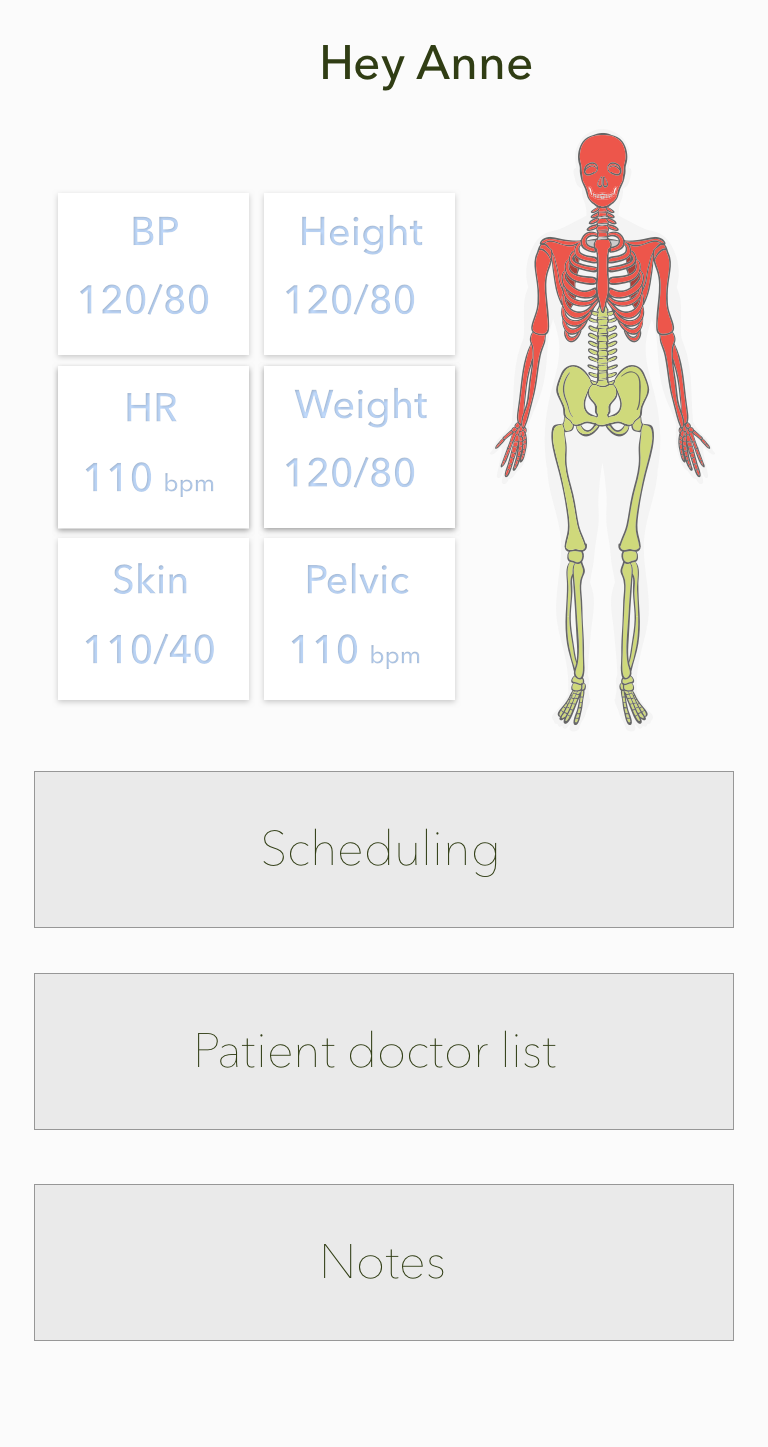 Hey Anne
BP
120/80
Height
120/80
HR
110 bpm
Weight
120/80
Skin
110/40
Pelvic
110 bpm
Scheduling
Patient doctor list
Notes